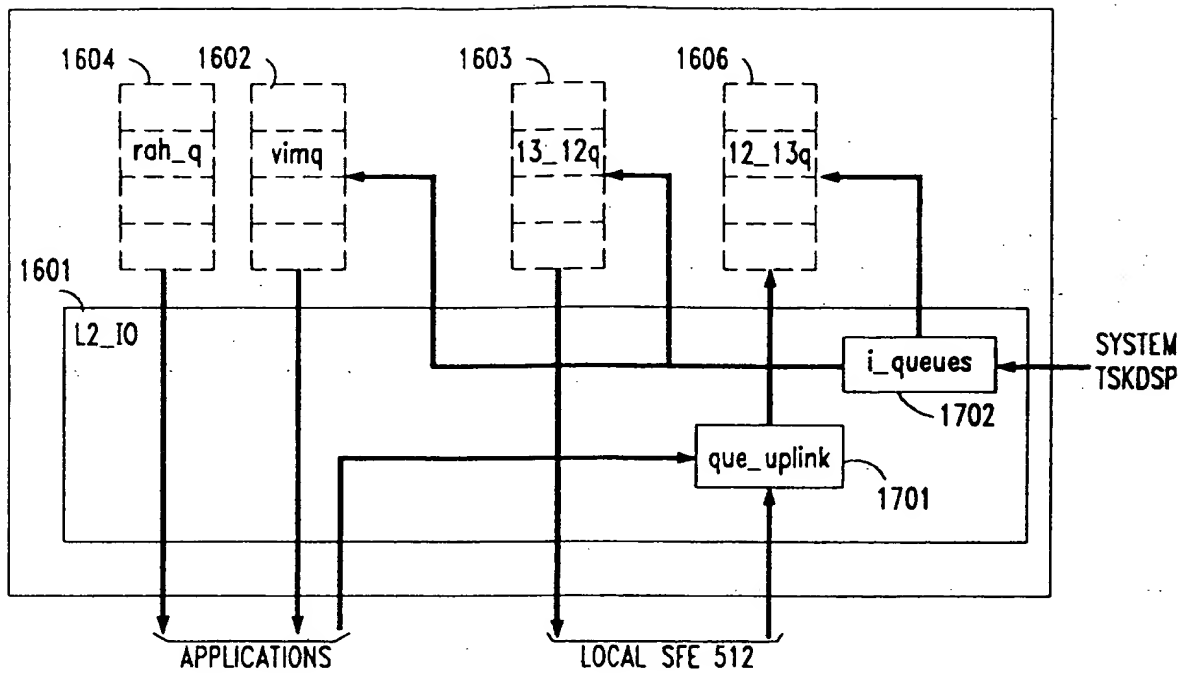 1604
1602
1603
1606
rah_q
vimq
13_12q
12_13q
1601
L2_IO
i_queues
SYSTEM
TSKDSP
1702
que_uplink
1701
APPLICATIONS
LOCAL SFE 512